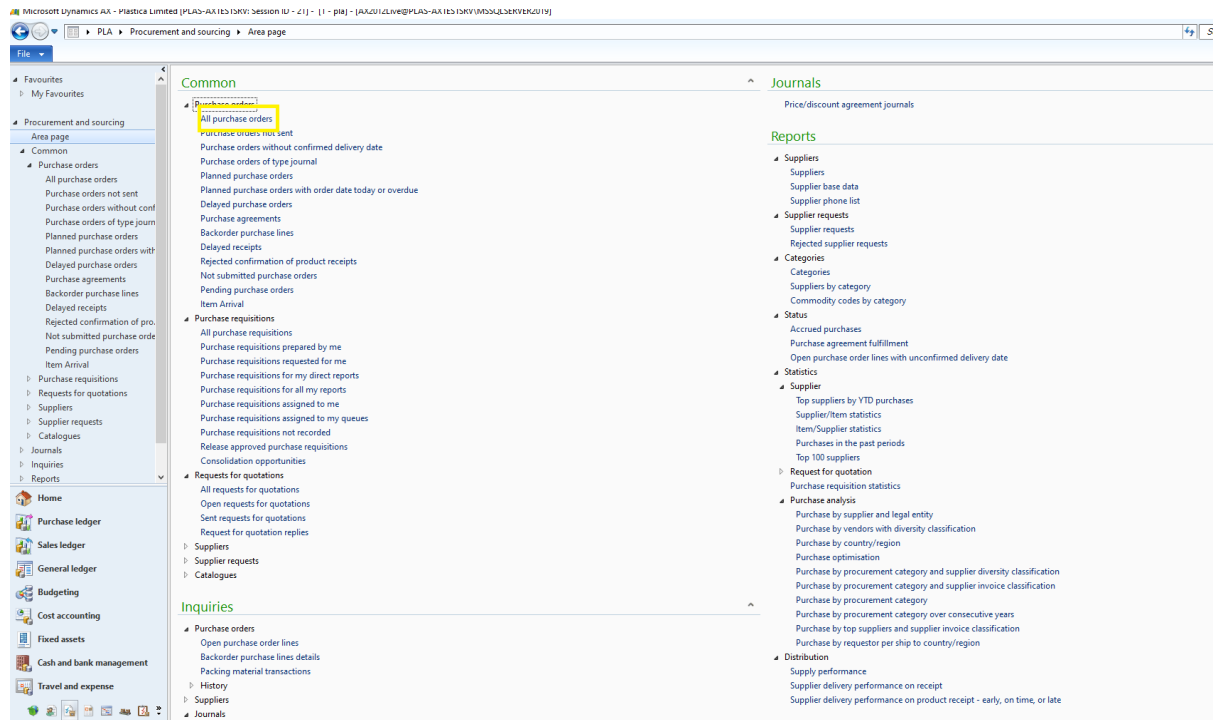 Microsoft Dynamics AX - Plastica Limited [PLAS-AXTESTSRV: Session ID - 21] - [1 - pla] - [AX2012Live@PLAS-AXTESTSRV\MSSQLSERVER2019]
PLA ▸ Procurement and sourcing ▸ Area page
File
Favourites
My Favourites
Procurement and sourcing
Area page
Common
Purchase orders
All purchase orders
Purchase orders not sent
Purchase orders without conf
Purchase orders of type journ
Planned purchase orders
Planned purchase orders with
Delayed purchase orders
Purchase agreements
Backorder purchase lines
Delayed receipts
Rejected confirmation of pro.
Not submitted purchase orde
Pending purchase orders
Item Arrival
Purchase requisitions
Requests for quotations
Suppliers
Supplier requests
Catalogues
Journals
Inquiries
Reports
Home
Purchase ledger
Sales ledger
General ledger
Budgeting
Cost accounting
Fixed assets
Cash and bank management
Travel and expense
Common
Purchase orders
All purchase orders
Purchase orders not sent
Purchase orders without confirmed delivery date
Purchase orders of type journal
Planned purchase orders
Planned purchase orders with order date today or overdue
Delayed purchase orders
Purchase agreements
Backorder purchase lines
Delayed receipts
Rejected confirmation of product receipts
Not submitted purchase orders
Pending purchase orders
Item Arrival
Purchase requisitions
All purchase requisitions
Purchase requisitions prepared by me
Purchase requisitions requested for me
Purchase requisitions for my direct reports
Purchase requisitions for all my reports
Purchase requisitions assigned to me
Purchase requisitions assigned to my queues
Purchase requisitions not recorded
Release approved purchase requisitions
Consolidation opportunities
Requests for quotations
All requests for quotations
Open requests for quotations
Sent requests for quotations
Request for quotation replies
Suppliers
Supplier requests
Catalogues
Inquiries
Purchase orders
Open purchase order lines
Backorder purchase lines details
Packing material transactions
History
Suppliers
Journals
Journals
Price/discount agreement journals
Reports
Suppliers
Suppliers
Supplier base data
Supplier phone list
Supplier requests
Supplier requests
Rejected supplier requests
Categories
Categories
Suppliers by category
Commodity codes by category
Status
Accrued purchases
Purchase agreement fulfillment
Open purchase order lines with unconfirmed delivery date
Statistics
Supplier
Top suppliers by YTD purchases
Supplier/Item statistics
Item/Supplier statistics
Purchases in the past periods
Top 100 suppliers
Request for quotation
Purchase requisition statistics
Purchase analysis
Purchase by supplier and legal entity
Purchase by vendors with diversity classification
Purchase by country/region
Purchase optimisation
Purchase by procurement category and supplier diversity classification
Purchase by procurement category and supplier invoice classification
Purchase by procurement category
Purchase by procurement category over consecutive years
Purchase by top suppliers and supplier invoice classification
Purchase by requestor per ship to country/region
Distribution
Supply performance
Supplier delivery performance on receipt
Supplier delivery performance on product receipt - early, on time, or late